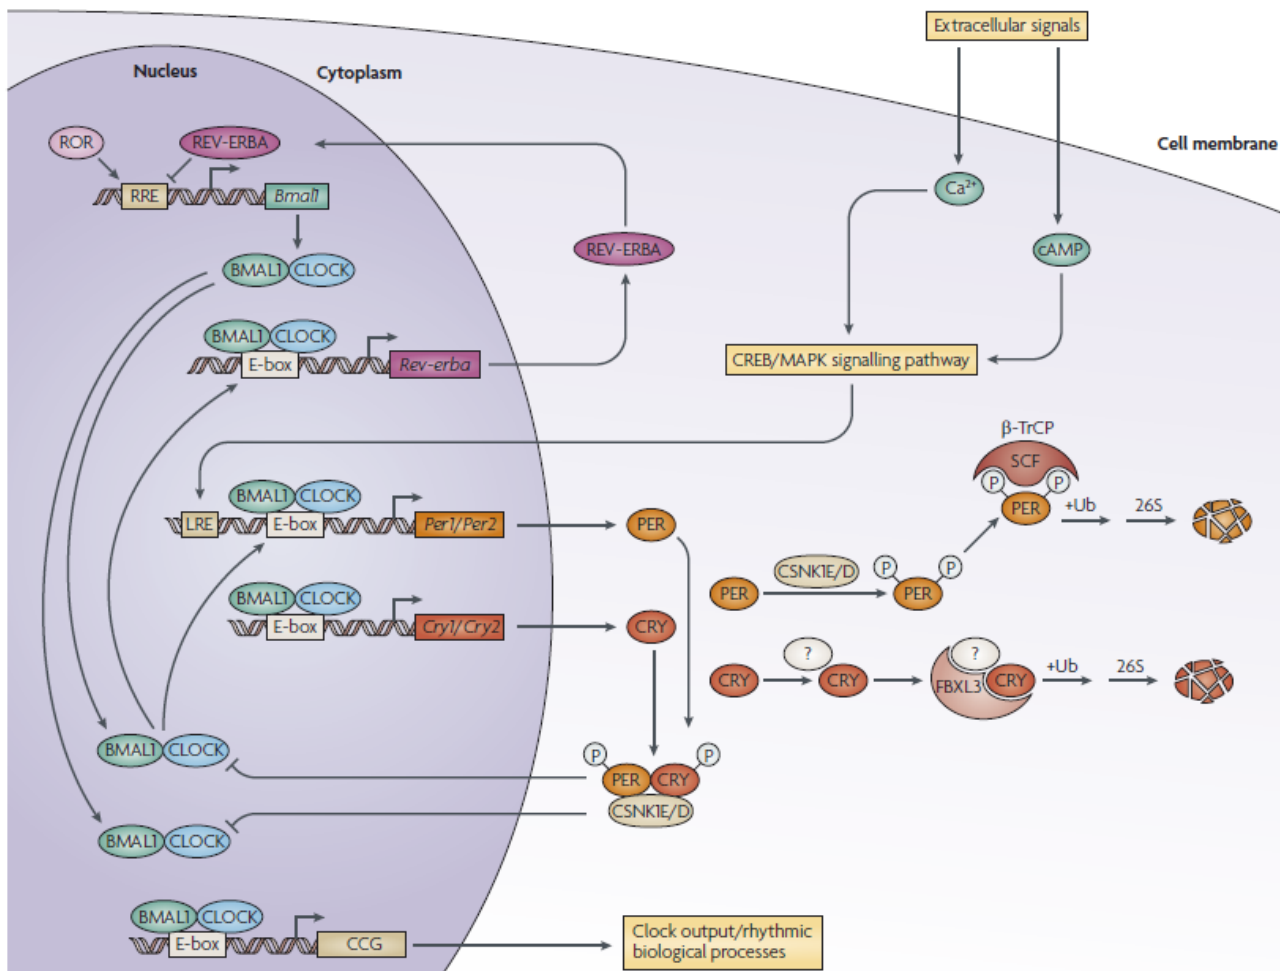 Extracellular signals
Nucleus
Cytoplasm
Cell membrane
ROR
REV-ERBA
RRE
Bmal1
Ca²⁺
REV-ERBA
cAMP
BMAL1
CLOCK
BMAL1
CLOCK
E-box
Rev-erba
CREB/MAPK signalling pathway
β-TrCP
SCF
P
P
PER
+Ub
26S
BMAL1
CLOCK
LRE
E-box
Per1/Per2
PER
CSNK1E/D
P
P
PER
PER
BMAL1
CLOCK
E-box
Cry1/Cry2
CRY
?
CRY
CRY
?
FBXL3
CRY
+Ub
26S
BMAL1
CLOCK
P
P
PER
CRY
CSNK1E/D
BMAL1
CLOCK
BMAL1
CLOCK
E-box
CCG
Clock output/rhythmic
biological processes